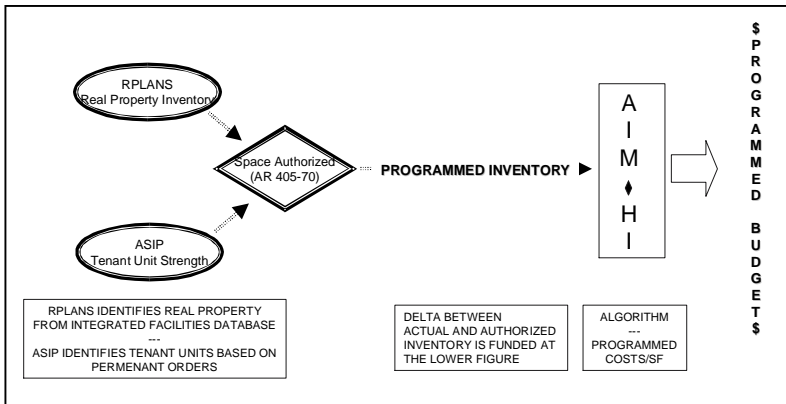 RPLANS
Real Property Inventory
Space Authorized
(AR 405-70)
PROGRAMMED INVENTORY
ASIP
Tenant Unit Strength
A
I
M
♦
H
I
$
P
R
O
G
R
A
M
M
E
D
B
U
D
G
E
T
$
RPLANS IDENTIFIES REAL PROPERTY
FROM INTEGRATED FACILITIES DATABASE
---
ASIP IDENTIFIES TENANT UNITS BASED ON
PERMENANT ORDERS
DELTA BETWEEN
ACTUAL AND AUTHORIZED
INVENTORY IS FUNDED AT
THE LOWER FIGURE
ALGORITHM
---
PROGRAMMED
COSTS/SF